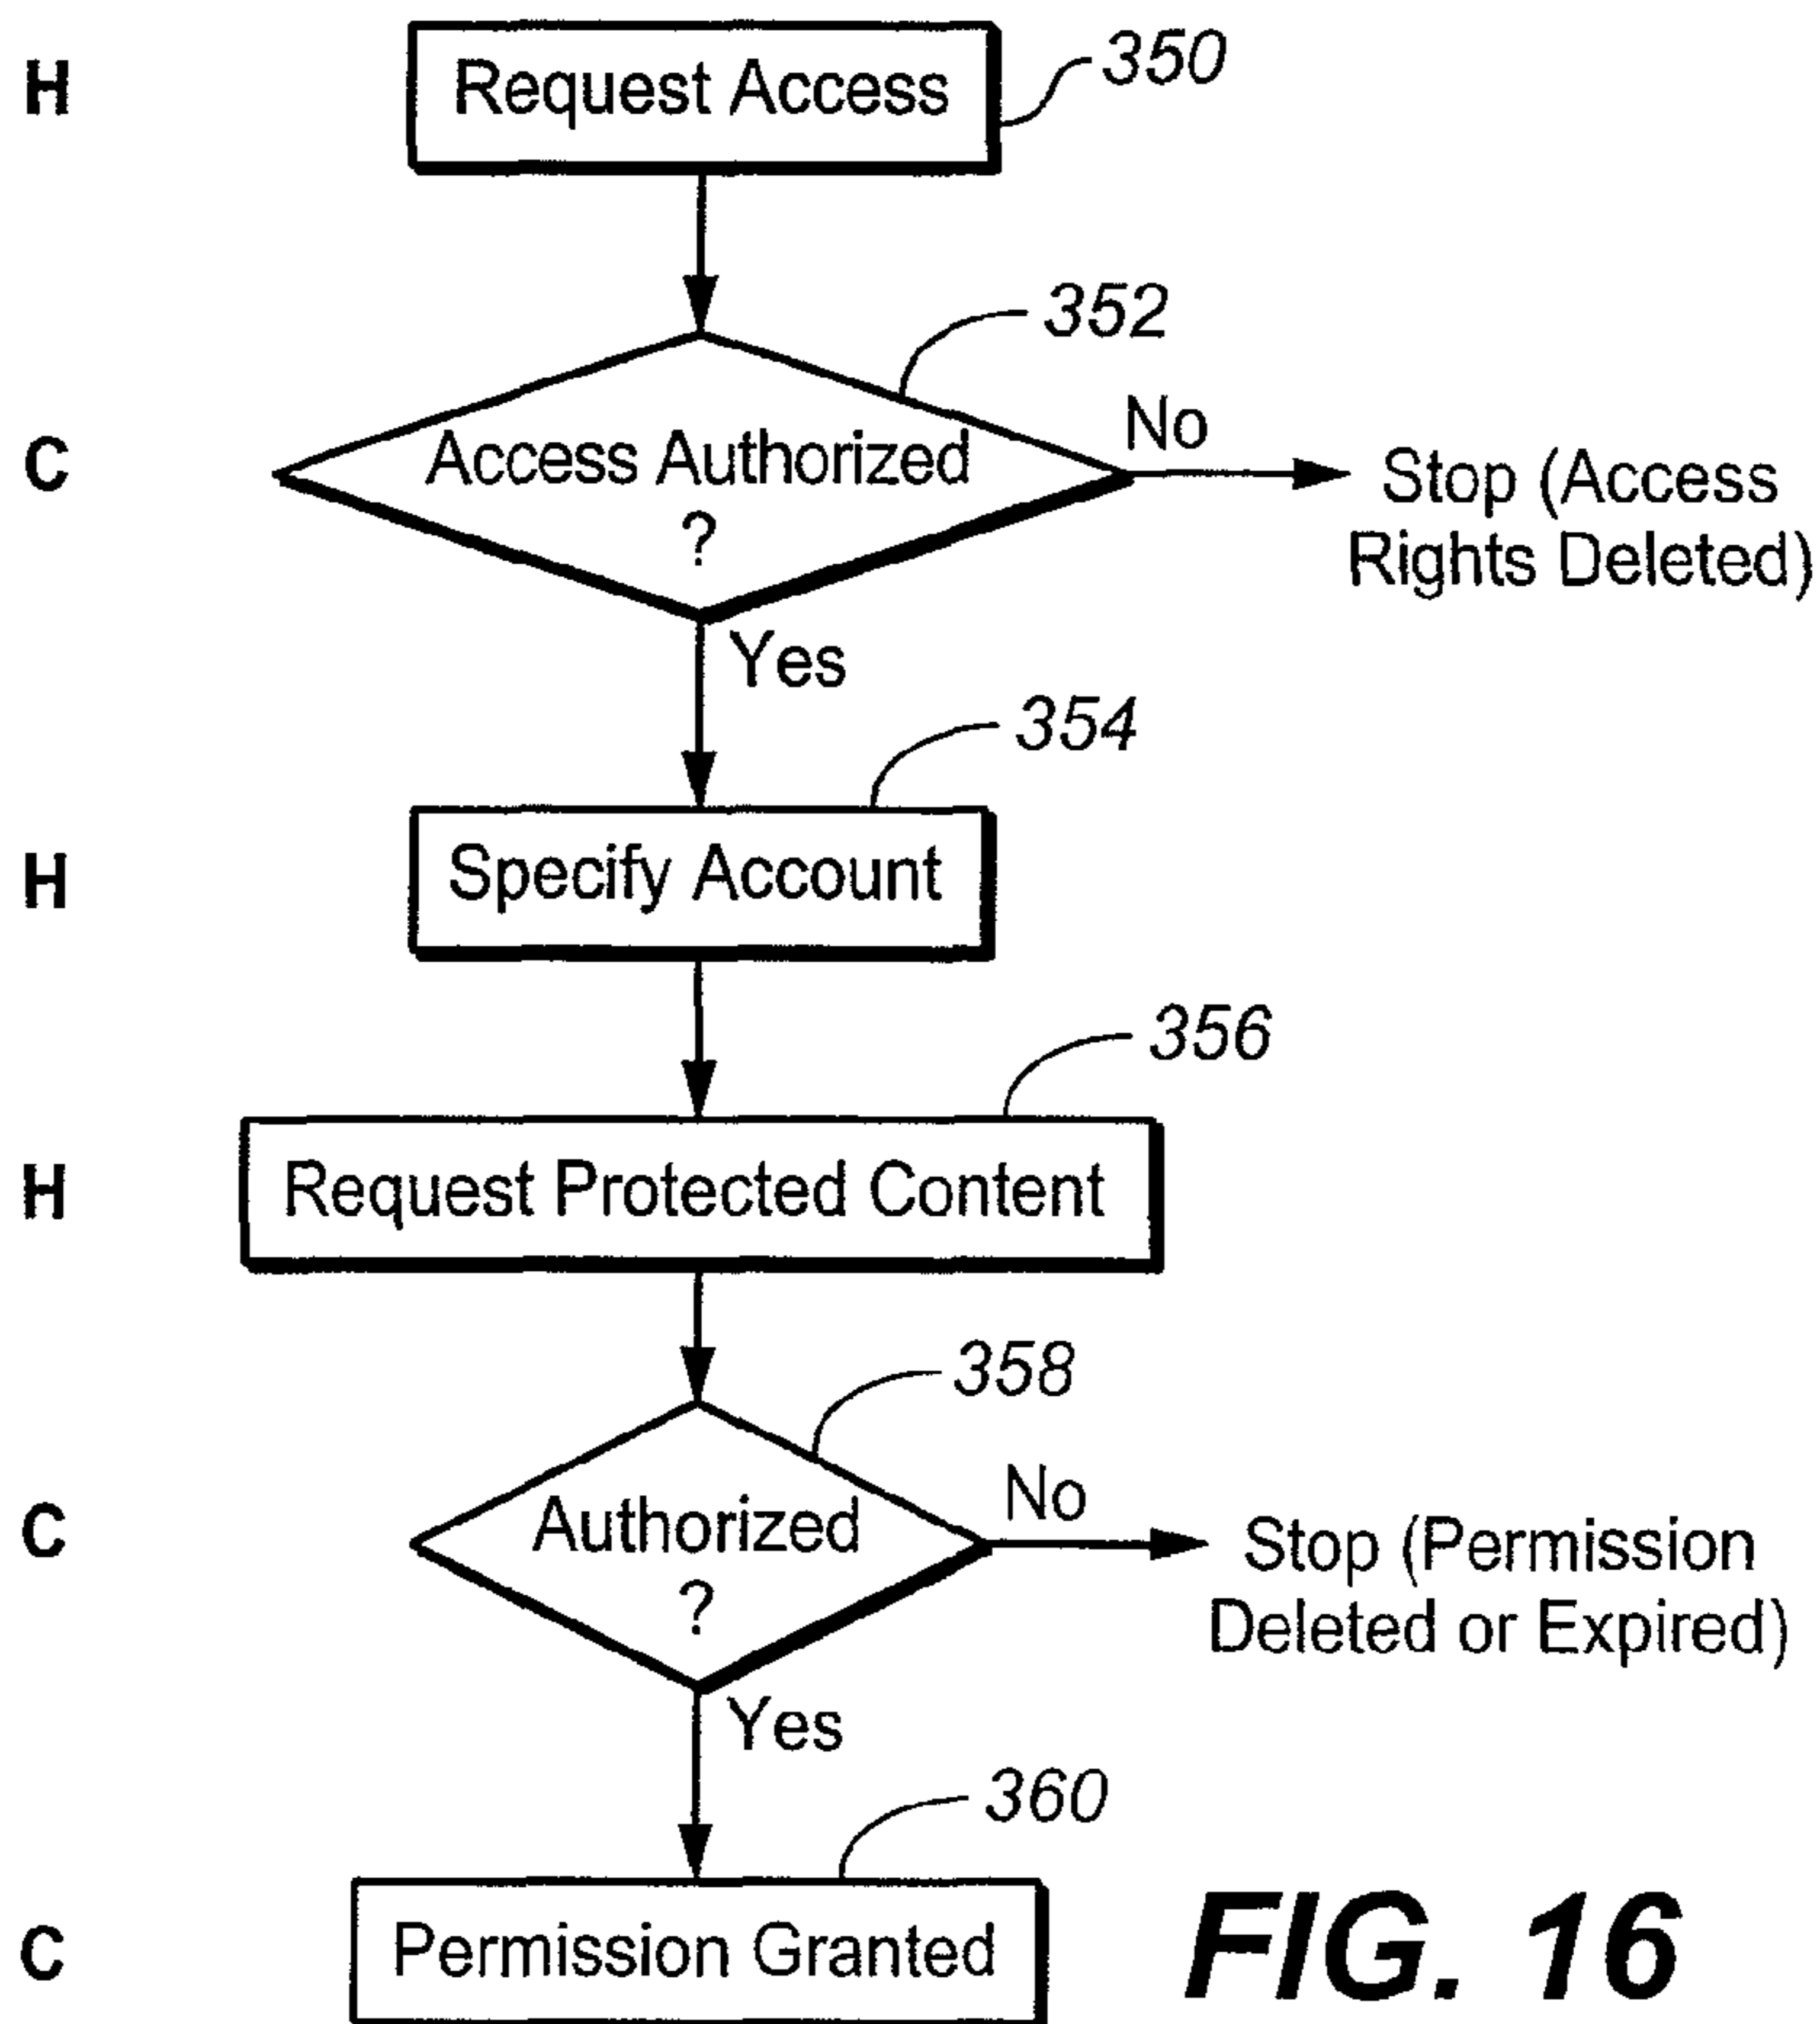 H
Request Access
350
352
C
Access Authorized
?
No
Stop (Access
Rights Deleted)
Yes
354
H
Specify Account
356
H
Request Protected Content
358
C
Authorized
?
No
Stop (Permission
Deleted or Expired)
Yes
360
C
Permission Granted
FIG. 16